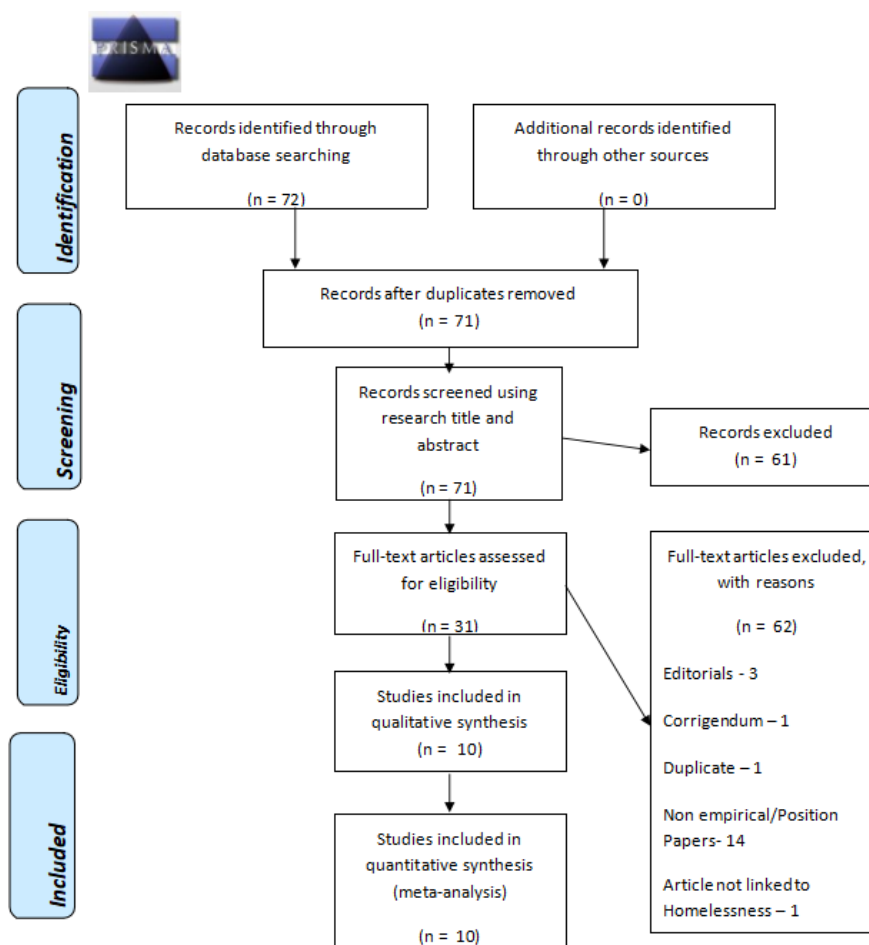 PRISMA
Identification
Records identified through
database searching
(n = 72)
Additional records identified
through other sources
(n = 0)
Records after duplicates removed
(n = 71)
Screening
Records screened using
research title and
abstract
(n = 71)
Records excluded
(n = 61)
Eligibility
Full-text articles assessed
for eligibility
(n = 31)
Full-text articles excluded,
with reasons
(n = 62)
Editorials - 3
Corrigendum – 1
Duplicate – 1
Non empirical/Position
Papers- 14
Article not linked to
Homelessness – 1
Studies included in
qualitative synthesis
(n = 10)
Included
Studies included in
quantitative synthesis
(meta-analysis)
(n = 10)